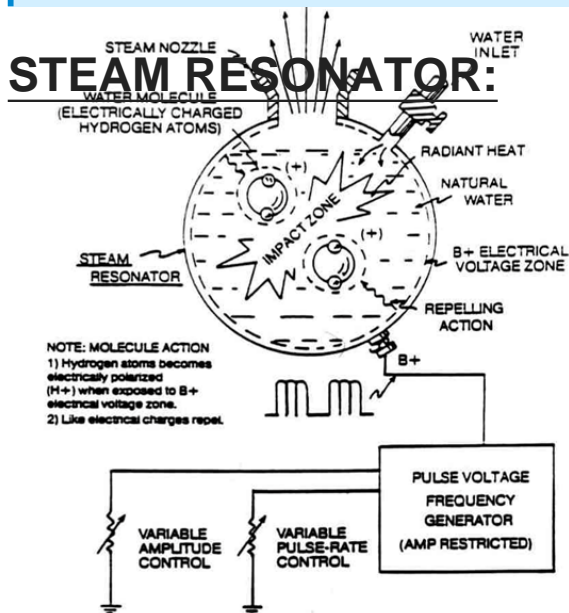 STEAM NOZZLE
WATER
INLET
STEAM RESONATOR:
WATER MOLECULE
(ELECTRICALLY CHARGED
HYDROGEN ATOMS)
(+)
RADIANT HEAT
NATURAL
WATER
IMPACT ZONE
(+)
STEAM
RESONATOR
B+ ELECTRICAL
VOLTAGE ZONE
REPELLING
ACTION
NOTE: MOLECULE ACTION
1) Hydrogen atoms becomes
electrically polarized
(H+) when exposed to B+
electrical voltage zone.
2) Like electrical charges repel.
B+
PULSE VOLTAGE
FREQUENCY
GENERATOR
(AMP RESTRICTED)
VARIABLE
AMPLITUDE
CONTROL
VARIABLE
PULSE-RATE
CONTROL